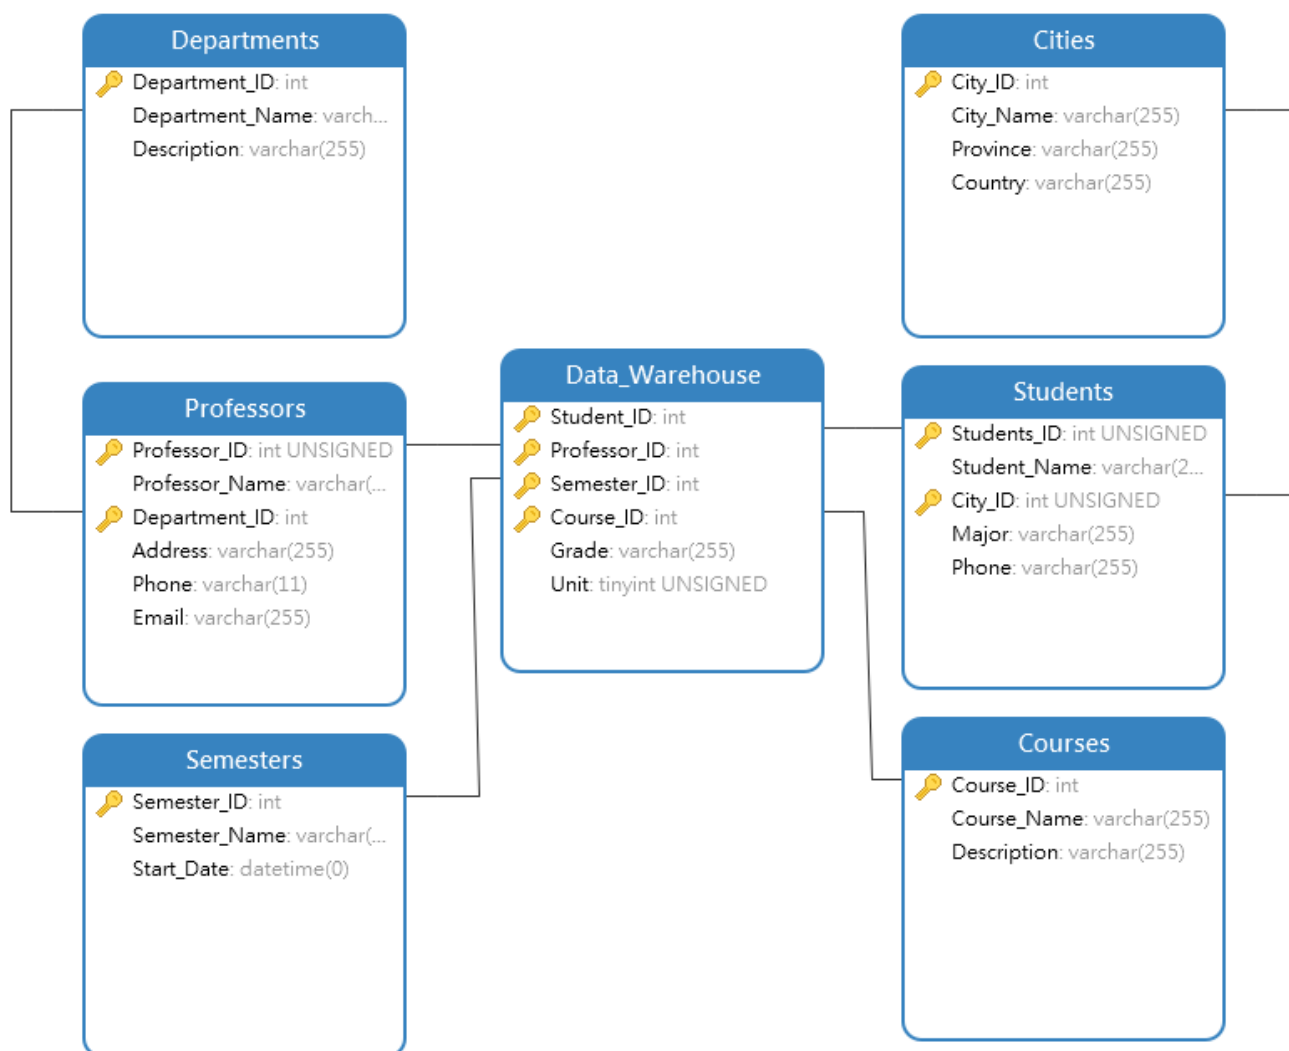 Departments
Department_ID: int
Department_Name: varch...
Description: varchar(255)
Cities
City_ID: int
City_Name: varchar(255)
Province: varchar(255)
Country: varchar(255)
Data_Warehouse
Student_ID: int
Professor_ID: int
Semester_ID: int
Course_ID: int
Grade: varchar(255)
Unit: tinyint UNSIGNED
Professors
Professor_ID: int UNSIGNED
Professor_Name: varchar(...
Department_ID: int
Address: varchar(255)
Phone: varchar(11)
Email: varchar(255)
Students
Students_ID: int UNSIGNED
Student_Name: varchar(2...
City_ID: int UNSIGNED
Major: varchar(255)
Phone: varchar(255)
Semesters
Semester_ID: int
Semester_Name: varchar(...
Start_Date: datetime(0)
Courses
Course_ID: int
Course_Name: varchar(255)
Description: varchar(255)